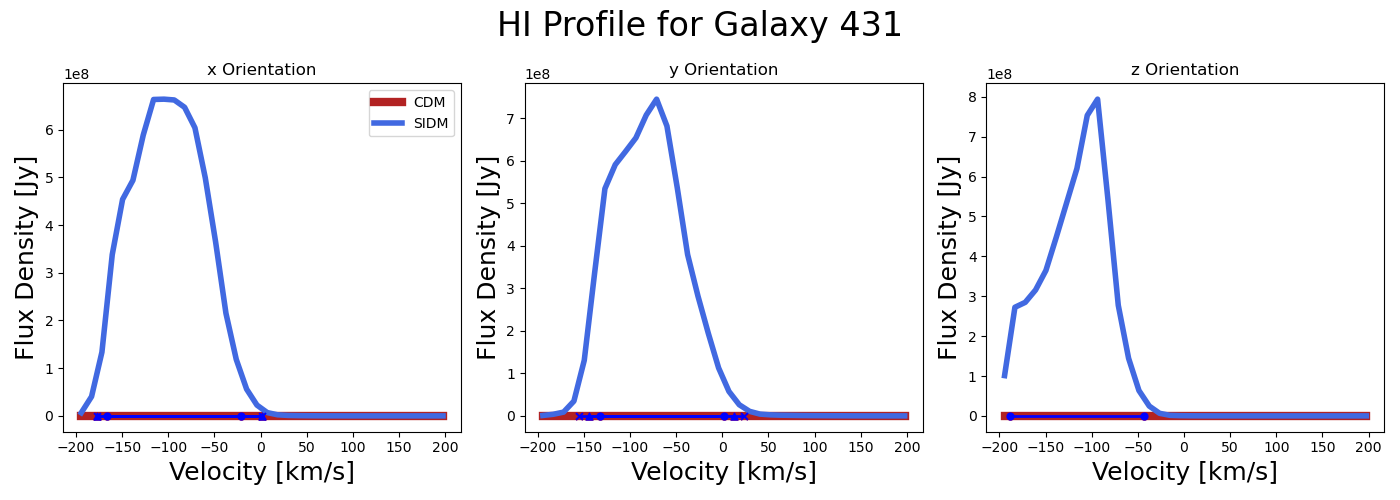 HI Profile for Galaxy 431
x Orientation
1e8
Flux Density [Jy]
6
5
4
3
2
1
0
CDM
SIDM
−200 −150 −100 −50 0 50 100 150 200
Velocity [km/s]
y Orientation
1e8
Flux Density [Jy]
7
6
5
4
3
2
1
0
−200 −150 −100 −50 0 50 100 150 200
Velocity [km/s]
z Orientation
1e8
Flux Density [Jy]
8
7
6
5
4
3
2
1
0
−200 −150 −100 −50 0 50 100 150 200
Velocity [km/s]